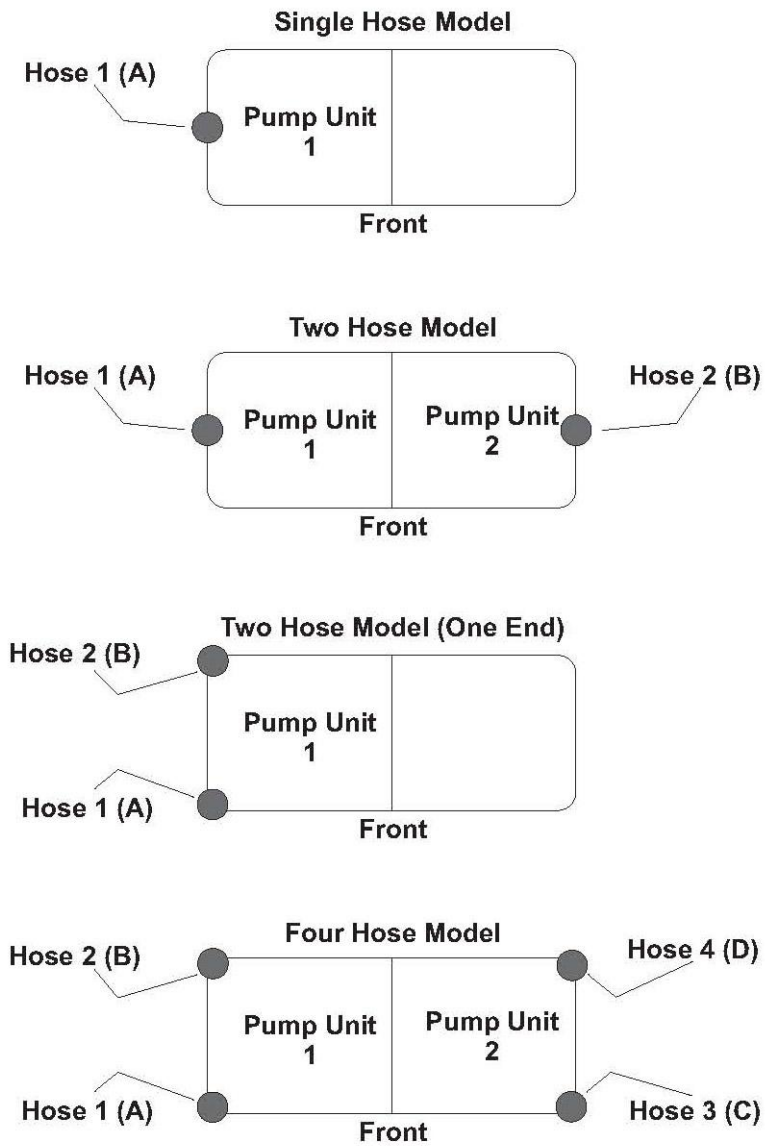 Single Hose Model
Hose 1 (A)
Pump Unit
1
Front
Two Hose Model
Hose 1 (A)
Hose 2 (B)
Pump Unit
1
Pump Unit
2
Front
Two Hose Model (One End)
Hose 2 (B)
Pump Unit
1
Hose 1 (A)
Front
Four Hose Model
Hose 2 (B)
Hose 4 (D)
Pump Unit
1
Pump Unit
2
Hose 1 (A)
Hose 3 (C)
Front